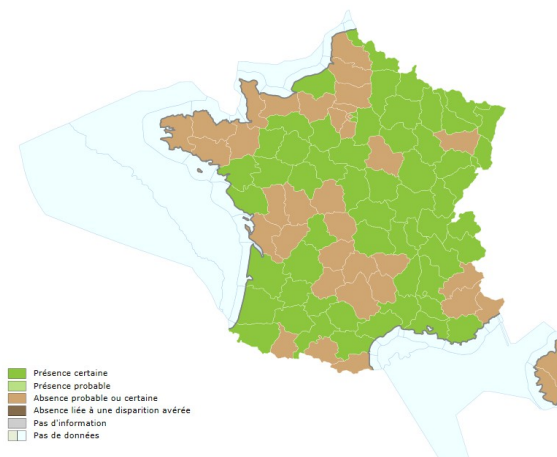 Présence certaine
Présence probable
Absence probable ou certaine
Absence liée à une disparition avérée
Pas d'information
Pas de données